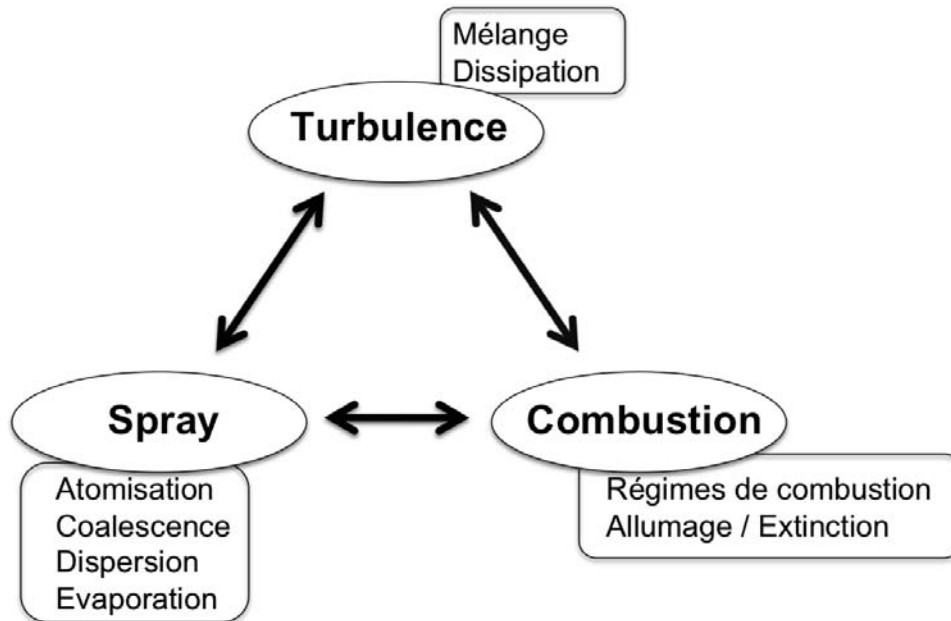 Mélange
Dissipation
Turbulence
Spray
Combustion
Atomisation
Coalescence
Dispersion
Evaporation
Régimes de combustion
Allumage / Extinction